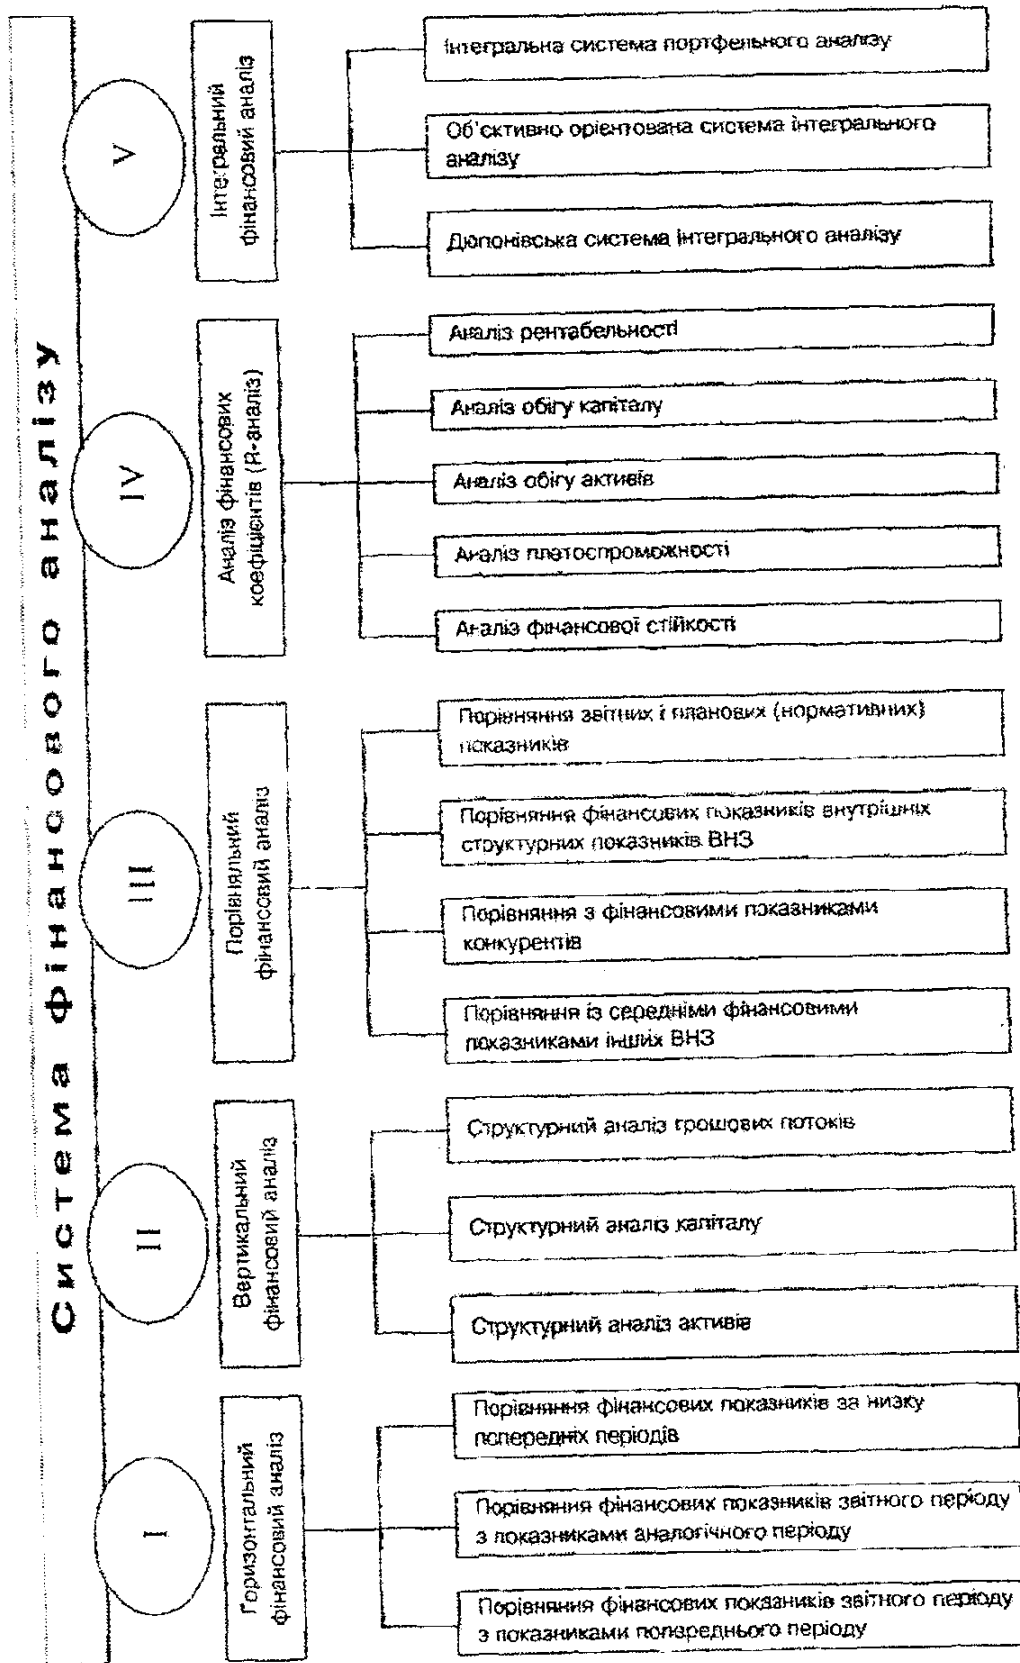 Система фінансового аналізу
I
Горизонтальний
фінансовий аналіз
Порівняння фінансових показників звітного періоду
з показниками попереднього періоду
Порівняння фінансових показників звітного періоду
з показниками аналогічного періоду
Порівняння фінансових показників за низку
попередніх періодів
II
Вертикальний
фінансовий аналіз
Структурний аналіз активів
Структурний аналіз капіталу
Структурний аналіз грошових потоків
III
Порівняльний
фінансовий аналіз
Порівняння із середніми фінансовими
показниками інших ВНЗ
Порівняння з фінансовими показниками
конкурентів
Порівняння фінансових показників внутрішніх
структурних показників ВНЗ
Порівняння звітних і планових (нормативних)
показників
IV
Аналіз фінансових
коефіцієнтів (R-аналіз)
Аналіз фінансової стійкості
Аналіз платоспроможності
Аналіз обігу активів
Аналіз обігу капіталу
Аналіз рентабельності
V
Інтегральний
фінансовий аналіз
Дюпонівська система інтегрального аналізу
Об'єктивно орієнтована система інтегрального
аналізу
Інтегральна система портфельного аналізу